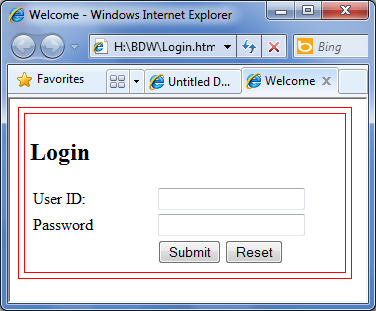 Welcome - Windows Internet Explorer
H:\BDW\Login.htm
Bing
Favorites
Untitled D...
Welcome
Login
User ID:
Password
Submit Reset